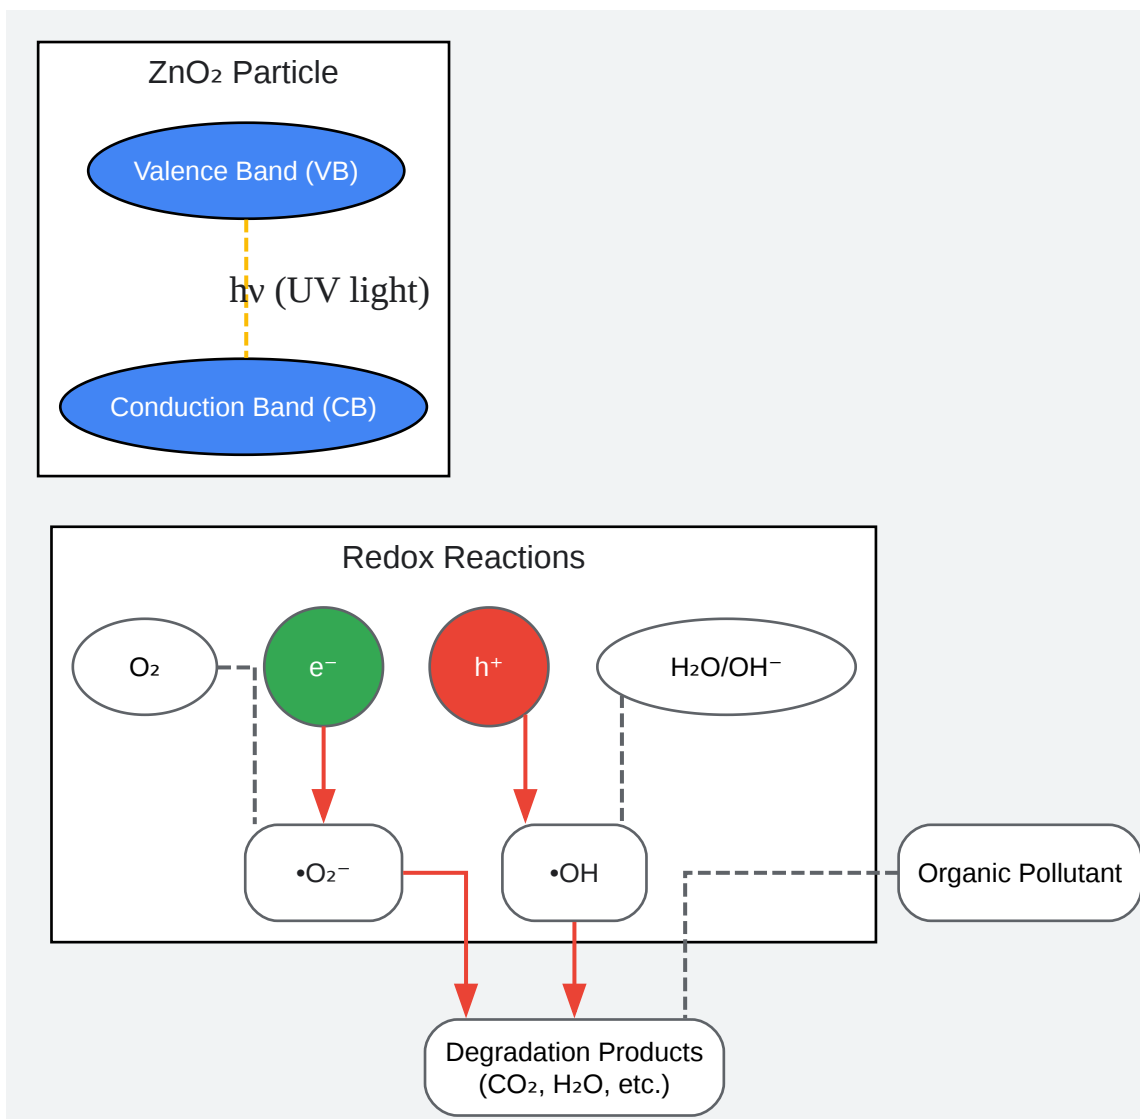 ZnO₂ Particle
Valence Band (VB)
hν (UV light)
Conduction Band (CB)
Redox Reactions
O₂
e⁻
h⁺
H₂O/OH⁻
•O₂⁻
•OH
Organic Pollutant
Degradation Products
(CO₂, H₂O, etc.)